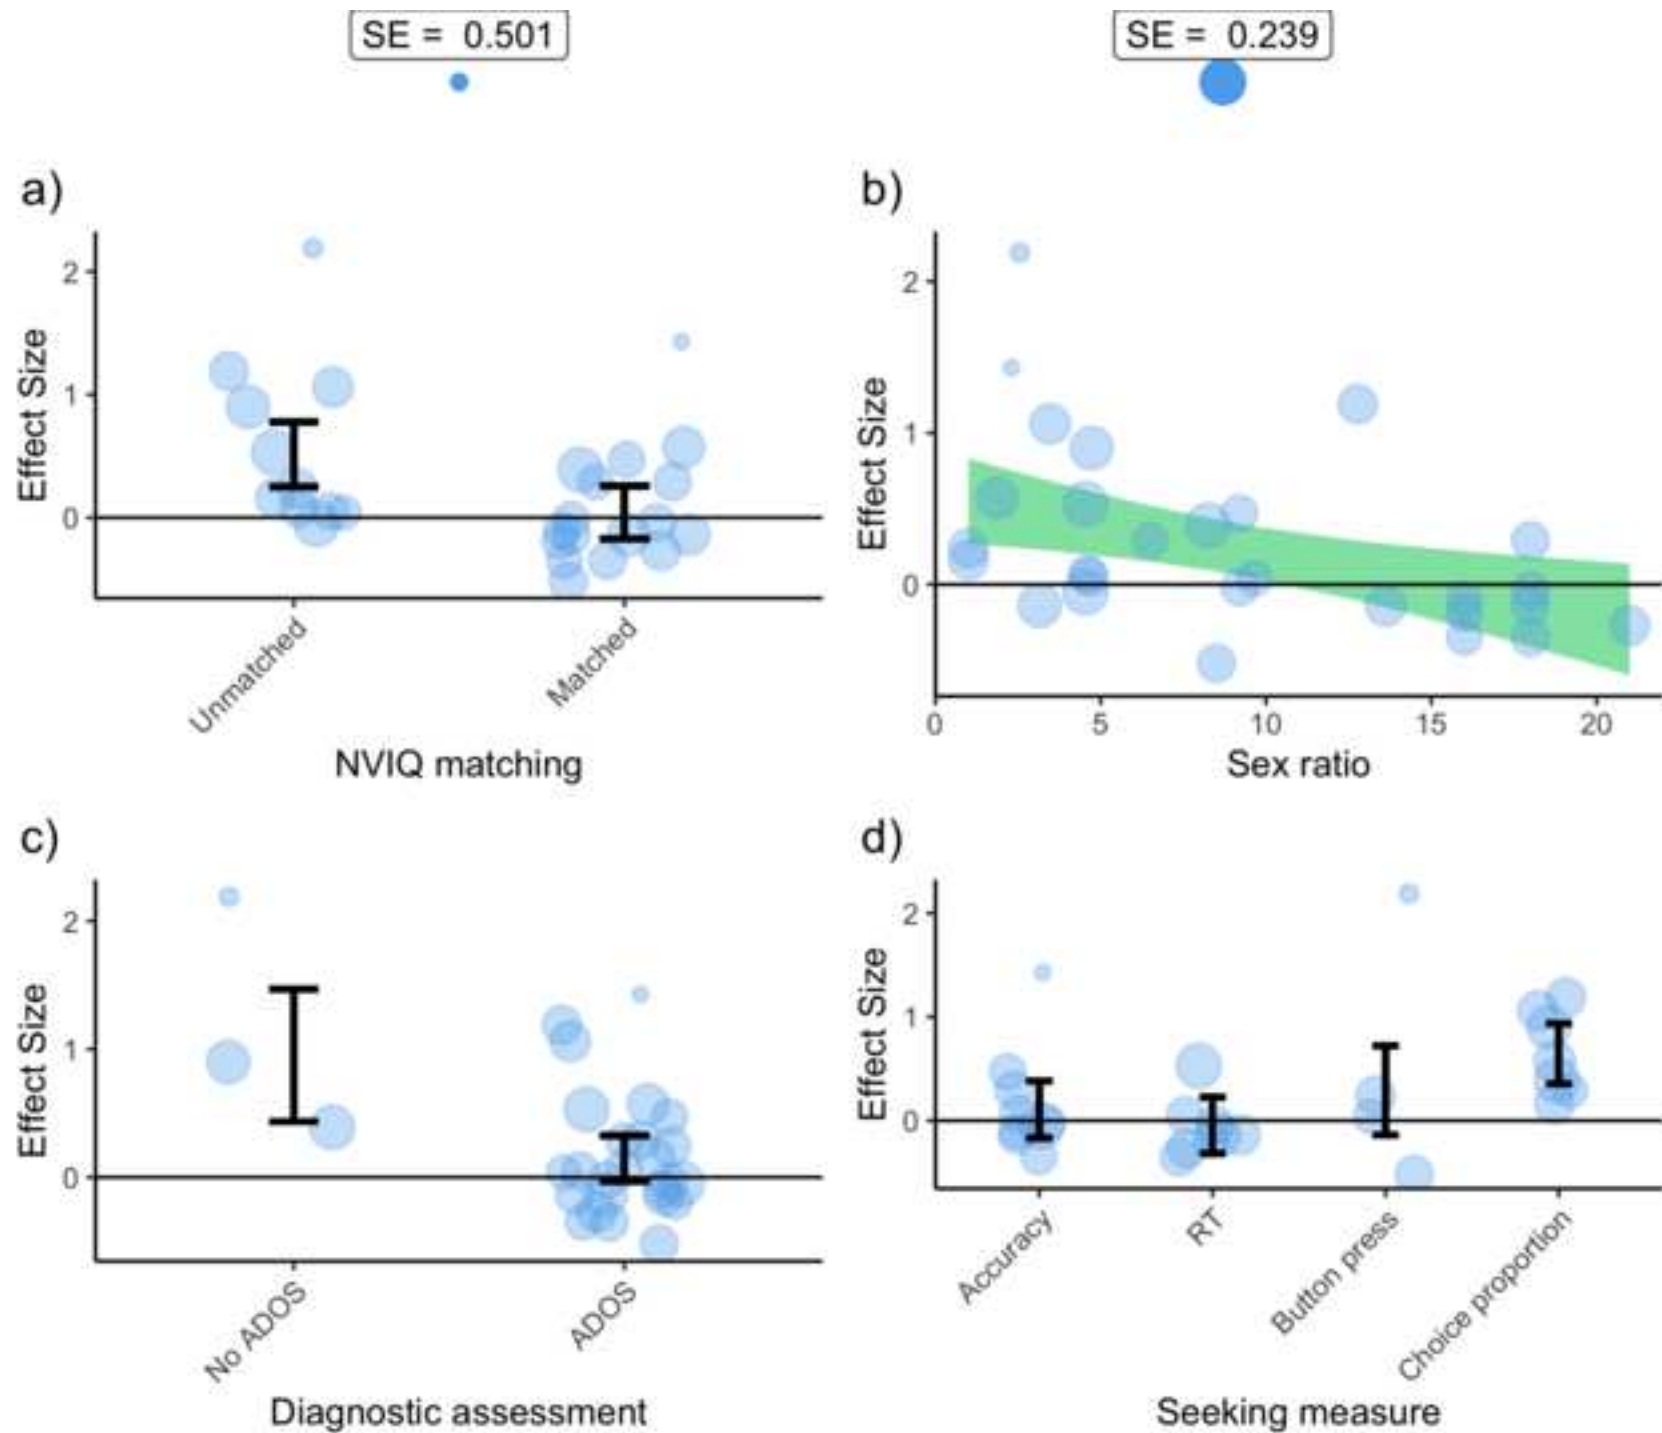 SE = 0.501
SE = 0.239
a)
Effect Size
2
1
0
Unmatched
Matched
NVIQ matching
b)
Effect Size
2
1
0
0 5 10 15 20
Sex ratio
c)
Effect Size
2
1
0
No ADOS
ADOS
Diagnostic assessment
d)
Effect Size
2
1
0
Accuracy
RT
Button press
Choice proportion
Seeking measure